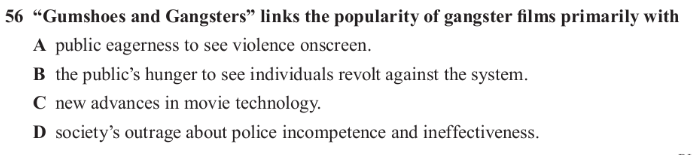 56 “Gumshoes and Gangsters” links the popularity of gangster films primarily with
A public eagerness to see violence onscreen.
B the public’s hunger to see individuals revolt against the system.
C new advances in movie technology.
D society’s outrage about police incompetence and ineffectiveness.